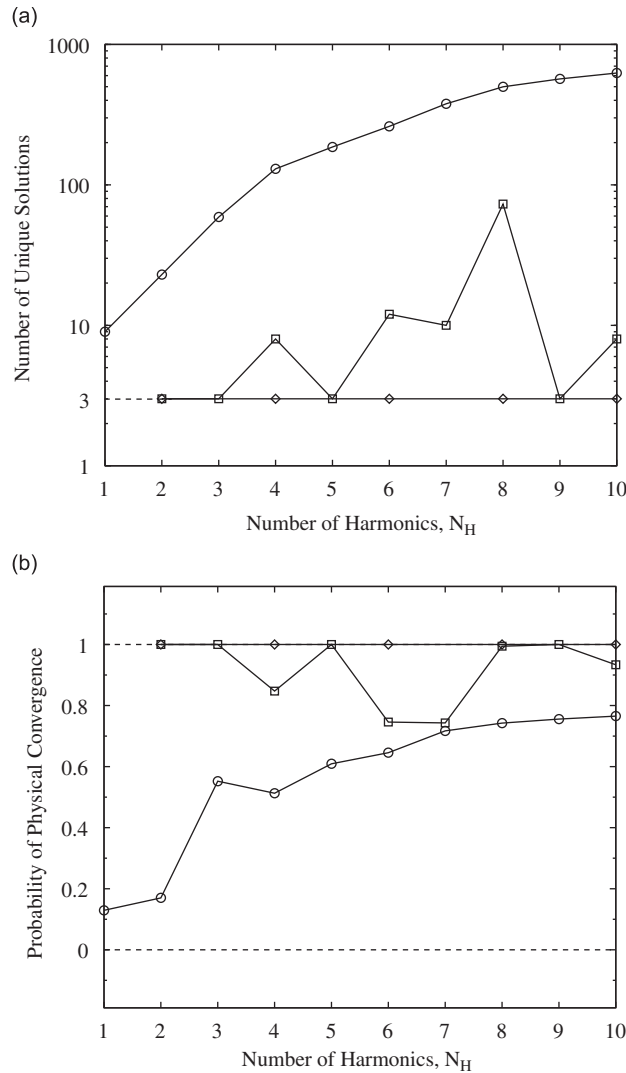 (a)
1000
100
10
3
1
1 2 3 4 5 6 7 8 9 10
Number of Unique Solutions
Number of Harmonics, N_H
(b)
1
0.8
0.6
0.4
0.2
0
1 2 3 4 5 6 7 8 9 10
Probability of Physical Convergence
Number of Harmonics, N_H